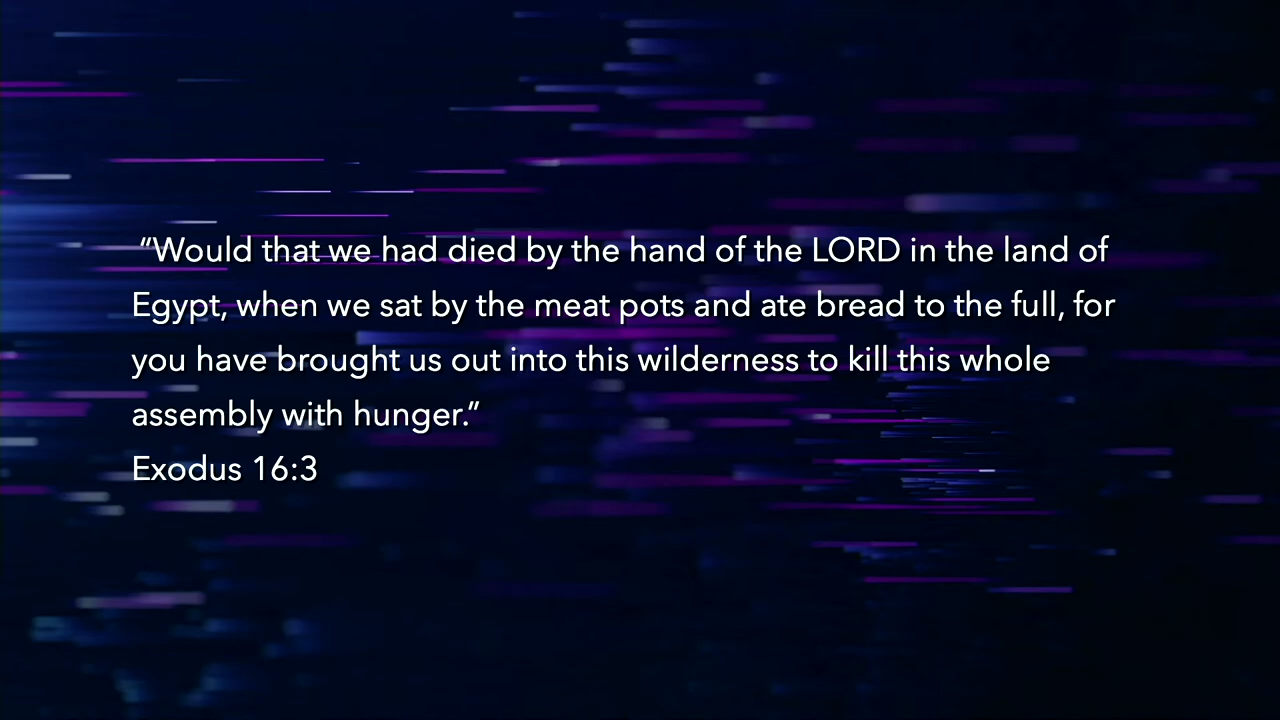 “Would that we had died by the hand of the LORD in the land of
Egypt, when we sat by the meat pots and ate bread to the full, for
you have brought us out into this wilderness to kill this whole
assembly with hunger.”
Exodus 16:3